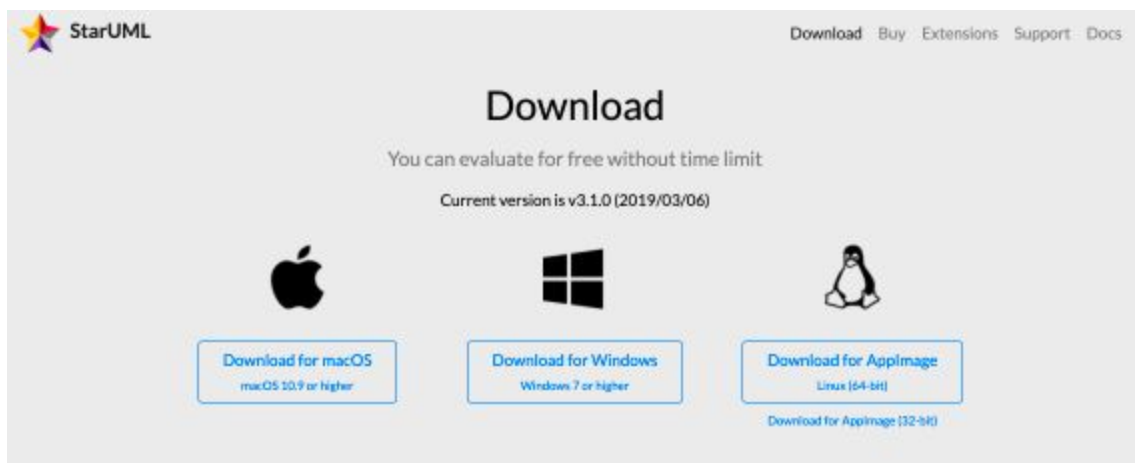 StarUML
Download Buy Extensions Support Docs
Download
You can evaluate for free without time limit
Current version is v3.1.0 (2019/03/06)
Download for macOS
macOS 10.9 or higher
Download for Windows
Windows 7 or higher
Download for AppImage
Linux (64-bit)
Download for AppImage (32-bit)